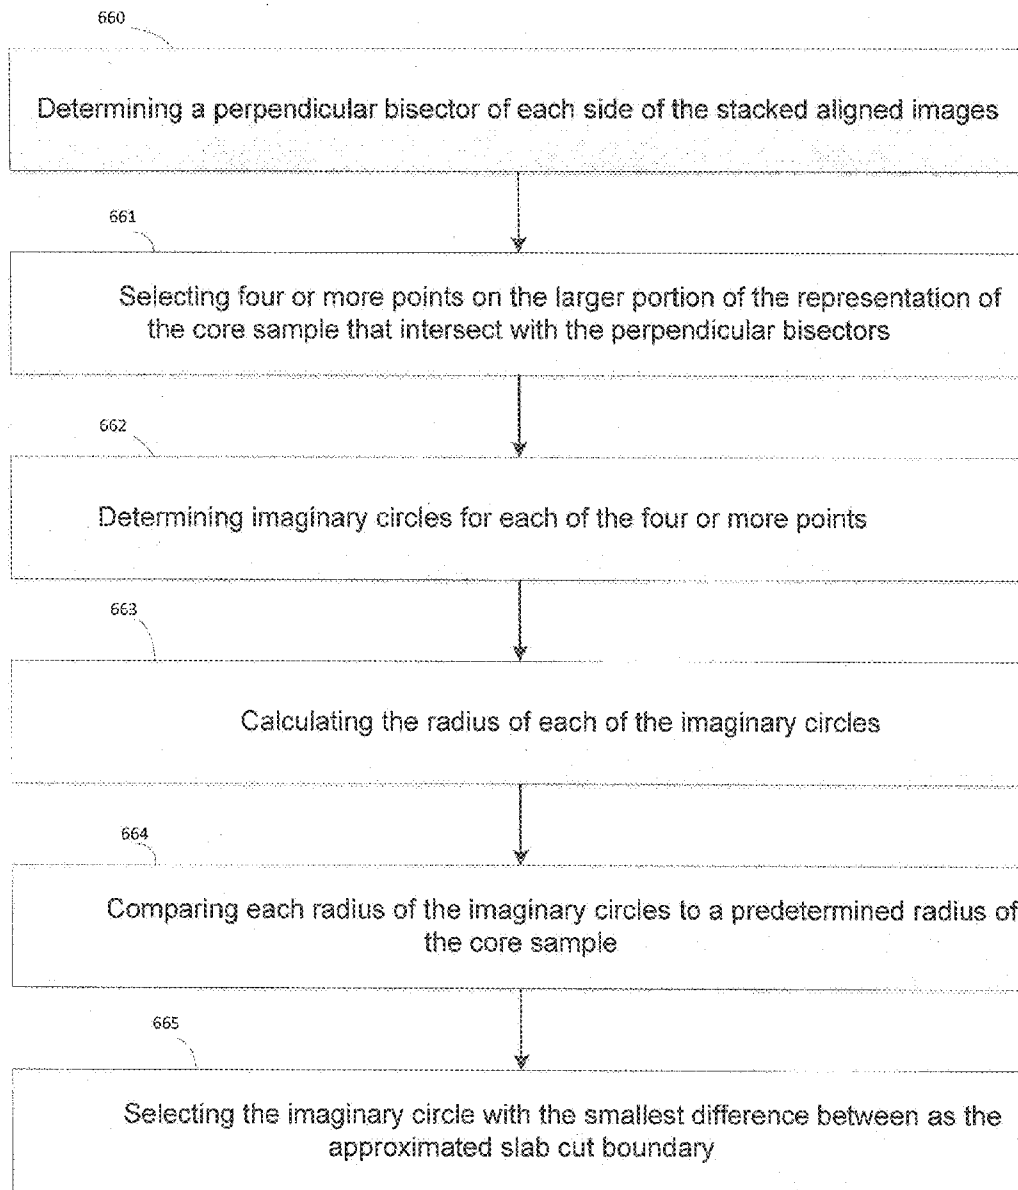 660
Determining a perpendicular bisector of each side of the stacked aligned images
661
Selecting four or more points on the larger portion of the representation of
the core sample that intersect with the perpendicular bisectors
662
Determining imaginary circles for each of the four or more points
663
Calculating the radius of each of the imaginary circles
664
Comparing each radius of the imaginary circles to a predetermined radius of
the core sample
665
Selecting the imaginary circle with the smallest difference between as the
approximated slab cut boundary